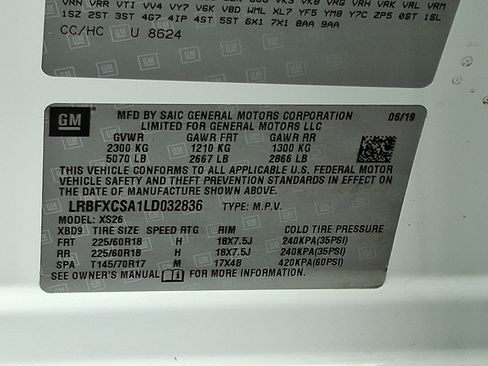 VRN VRR VTI VV4 VY7 V6K V8D WML XL7 YF5 YM8 Y7C ZP5 0ST 1SL
1SZ 2ST 3ST 4G7 4IP 4ST 5ST 6X1 7X1 8AA 9AA
CC/HC U 8624
GM
MFD BY SAIC GENERAL MOTORS CORPORATION 06/19
LIMITED FOR GENERAL MOTORS LLC
GVWR GAWR FRT GAWR RR
2300 KG 1210 KG 1300 KG
5070 LB 2667 LB 2866 LB
THIS VEHICLE CONFORMS TO ALL APPLICABLE U.S. FEDERAL MOTOR
VEHICLE SAFETY AND THEFT PREVENTION STANDARDS IN EFFECT ON
THE DATE OF MANUFACTURE SHOWN ABOVE.
LRBFXCSA1LD032836 TYPE: M.P.V.
MODEL: XS26
XBD9 TIRE SIZE SPEED RTG RIM COLD TIRE PRESSURE
FRT 225/60R18 H 18X7.5J 240KPA(35PSI)
RR 225/60R18 H 18X7.5J 240KPA(35PSI)
SPA T145/70R17 M 17X4B 420KPA(60PSI)
SEE OWNER'S MANUAL FOR MORE INFORMATION.